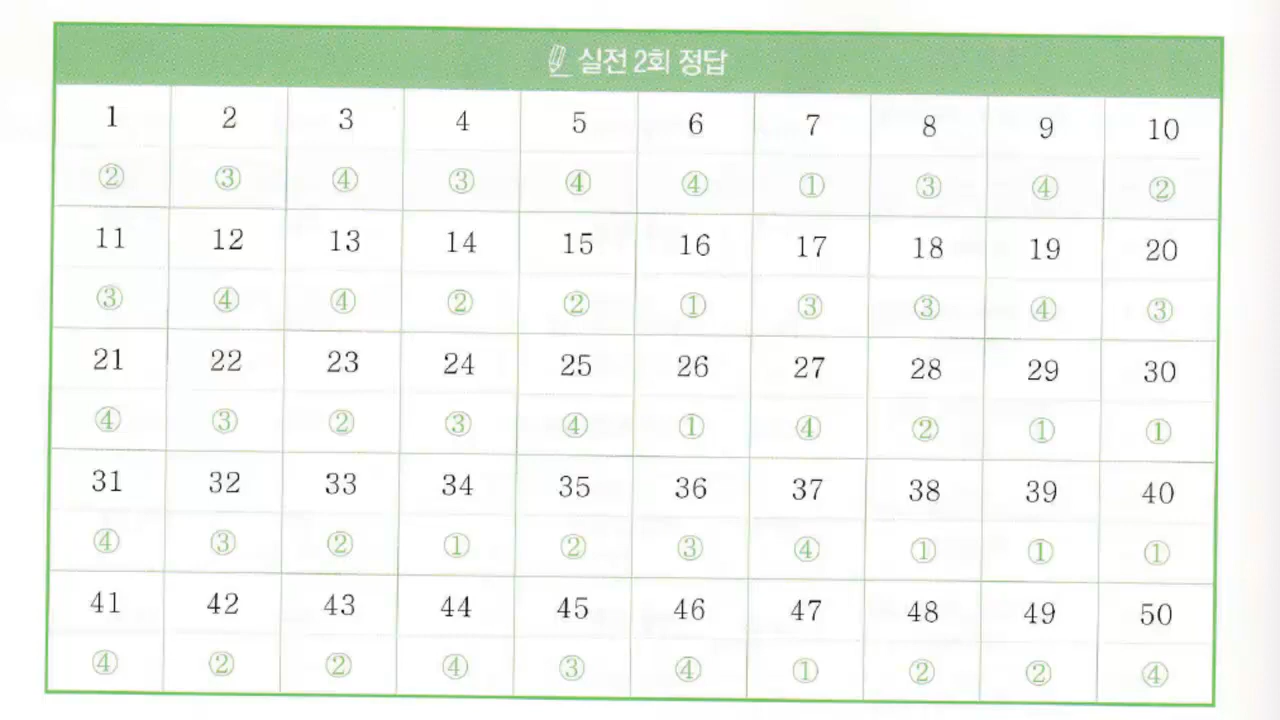 실전 2회 정답
1 2 3 4 5 6 7 8 9 10
② ③ ④ ③ ④ ④ ① ③ ④ ②
11 12 13 14 15 16 17 18 19 20
③ ④ ④ ② ② ① ③ ③ ④ ③
21 22 23 24 25 26 27 28 29 30
④ ③ ② ③ ④ ① ④ ② ① ①
31 32 33 34 35 36 37 38 39 40
④ ③ ② ① ② ③ ④ ① ① ①
41 42 43 44 45 46 47 48 49 50
④ ② ② ④ ③ ④ ① ② ② ④